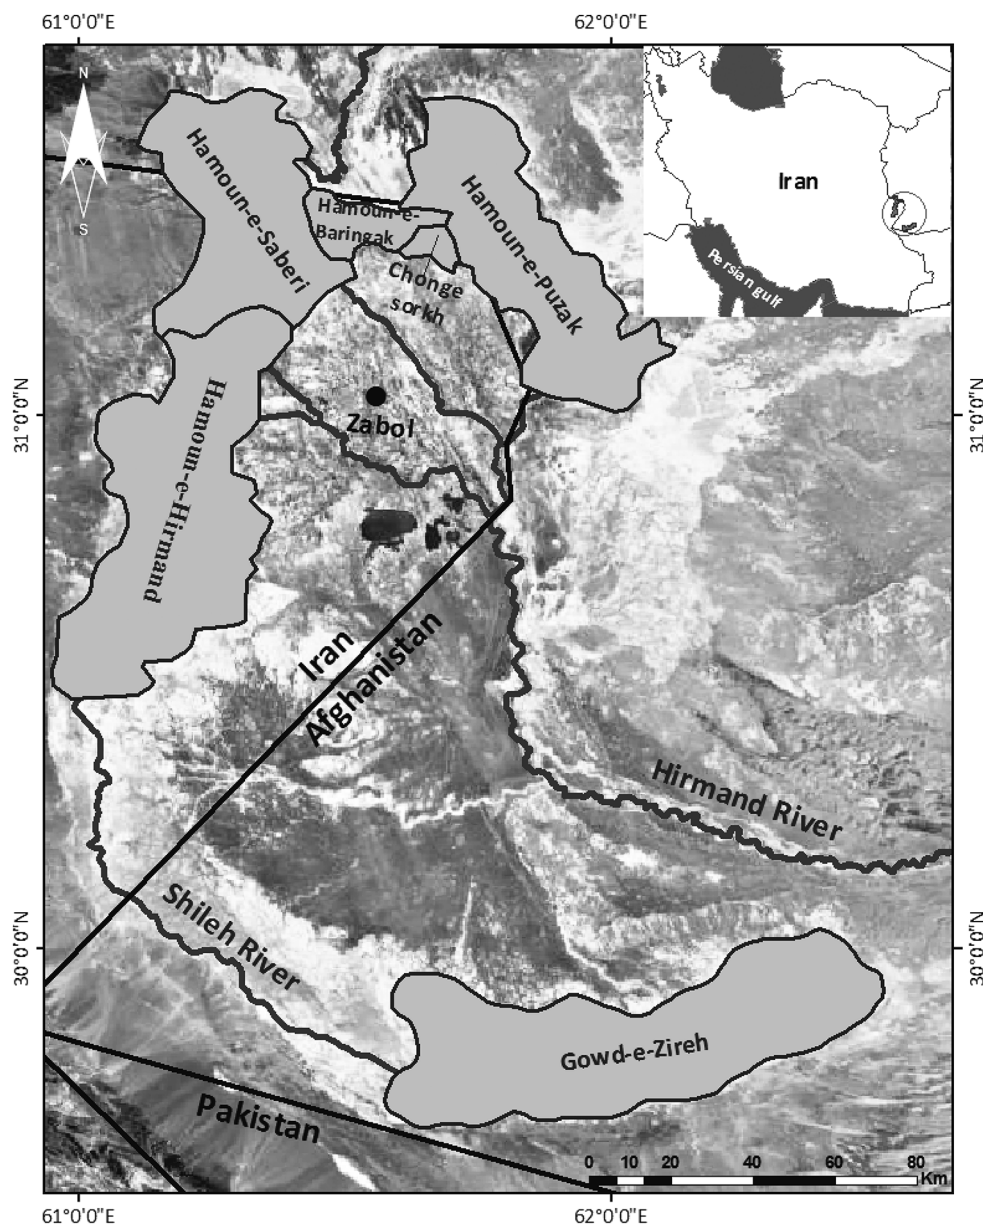 61°0'0"E
62°0'0"E
N
S
Iran
Persian gulf
Hamoun-e-Saberi
Hamoun-e-
Baringak
Hamoun-e-Puzak
Chonge
sorkh
31°0'0"N
31°0'0"N
Hamoun-e-Hirmand
Zabol
Iran
Afghanistan
Hirmand River
Shileh River
30°0'0"N
30°0'0"N
Gowd-e-Zireh
Pakistan
0 10 20 40 60 80
Km
61°0'0"E
62°0'0"E